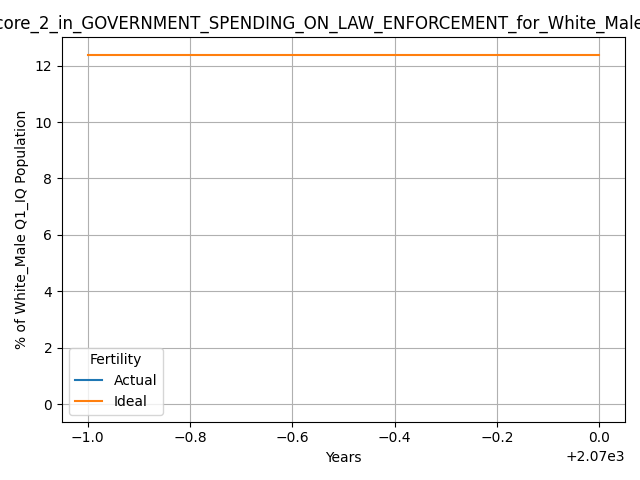 core_2_in_GOVERNMENT_SPENDING_ON_LAW_ENFORCEMENT_for_White_Male
12
10
8
6
4
2
0
% of White_Male Q1_IQ Population
Fertility
Actual
Ideal
−1.0 −0.8 −0.6 −0.4 −0.2 0.0
Years
+2.07e3